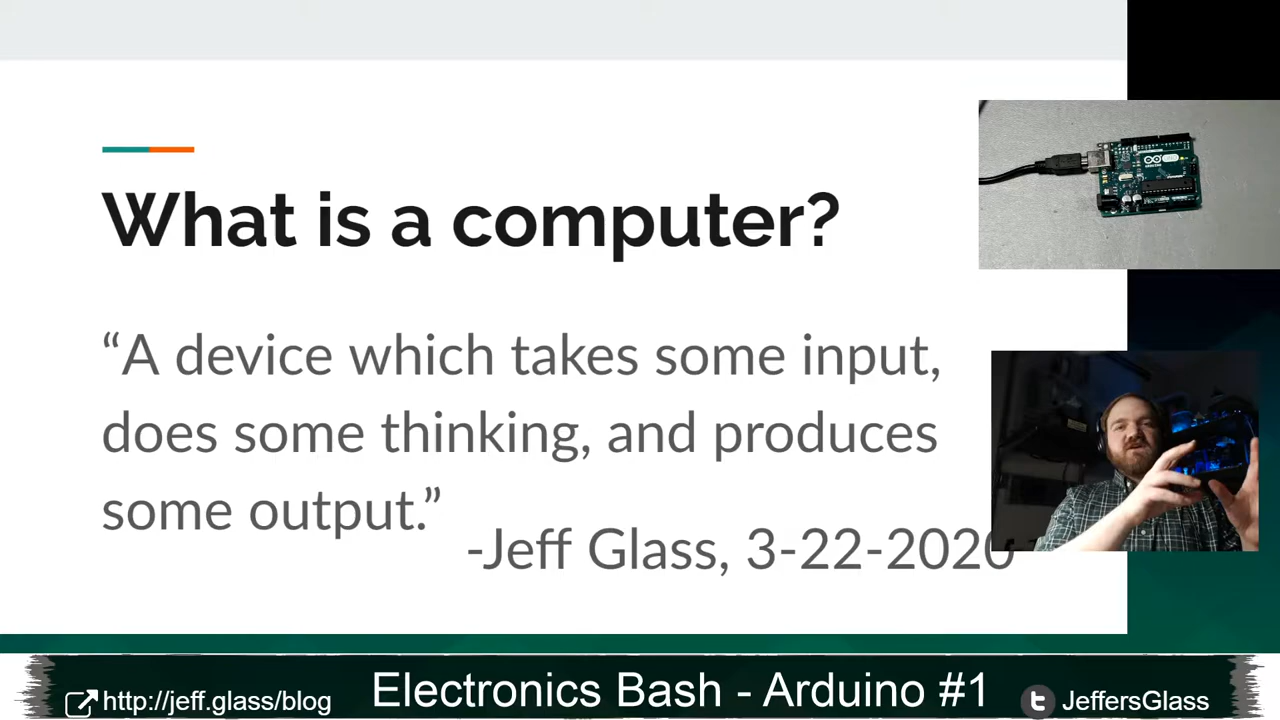 What is a computer?
“A device which takes some input,
does some thinking, and produces
some output.”
-Jeff Glass, 3-22-2020
http://jeff.glass/blog
Electronics Bash - Arduino #1
JeffersGlass